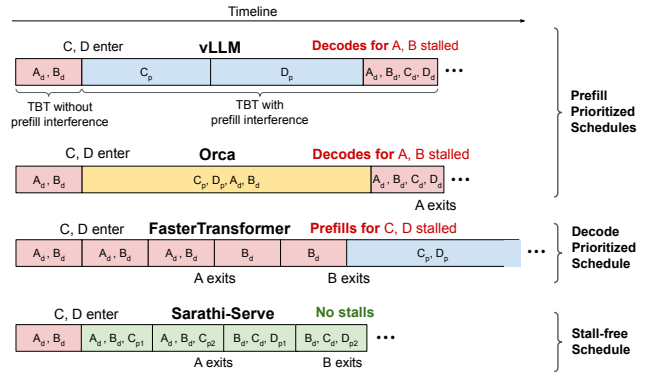 Timeline
C, D enter vLLM Decodes for A, B stalled
Ad, Bd Cp Dp Ad, Bd, Cd, Dd •••
TBT without prefill interference TBT with prefill interference
Prefill Prioritized Schedules
C, D enter Orca Decodes for A, B stalled
Ad, Bd Cp, Dp, Ad, Bd Ad, Bd, Cd, Dd •••
A exits
C, D enter FasterTransformer Prefills for C, D stalled
Ad, Bd Ad, Bd Ad, Bd Bd Bd Cp, Dp •••
A exits B exits
Decode Prioritized Schedule
C, D enter Sarathi-Serve No stalls
Ad, Bd Ad, Bd, Cp1 Ad, Bd, Cp2 Bd, Cd, Dp1 Bd, Cd, Dp2 •••
A exits B exits
Stall-free Schedule